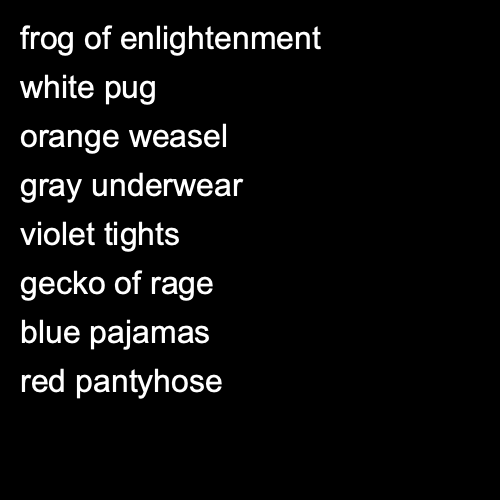 frog of enlightenment
white pug
orange weasel
gray underwear
violet tights
gecko of rage
blue pajamas
red pantyhose